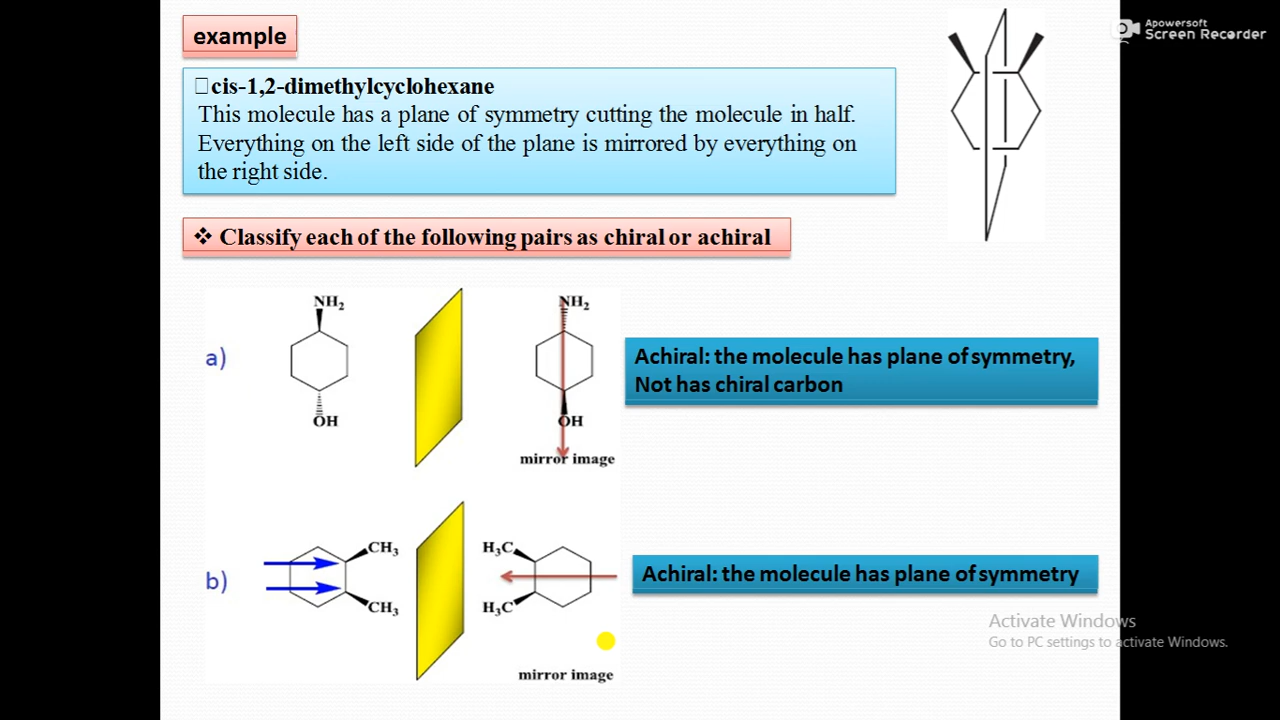 example
Apowersoft
Screen Recorder
□cis-1,2-dimethylcyclohexane
This molecule has a plane of symmetry cutting the molecule in half.
Everything on the left side of the plane is mirrored by everything on
the right side.
❖ Classify each of the following pairs as chiral or achiral
NH₂
NH₂
a)
Achiral: the molecule has plane of symmetry,
Not has chiral carbon
OH
OH
mirror image
CH₃
H₃C
b)
Achiral: the molecule has plane of symmetry
CH₃
H₃C
mirror image
Activate Windows
Go to PC settings to activate Windows.